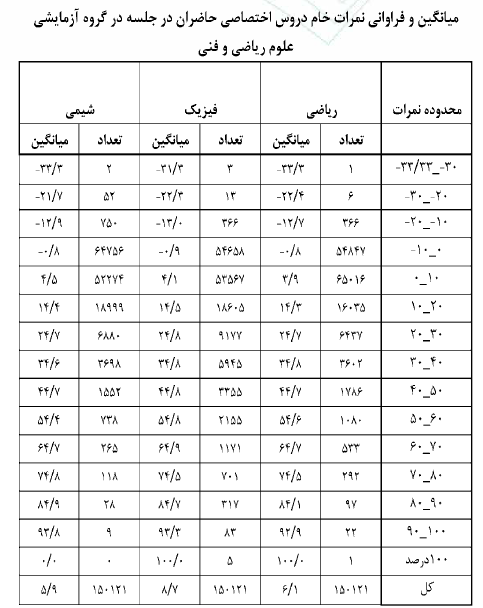 میانگین و فراوانی نمرات خام دروس اختصاصی حاضران در جلسه در گروه آزمایشی
علوم ریاضی و فنی
محدوده نمرات ریاضی فیزیک شیمی
تعداد میانگین تعداد میانگین تعداد میانگین
-۳۳/۳۳_-۳۰ ۱ -۳۳/۳ ۳ -۳۱/۳ ۲ -۳۳/۳
-۳۰_-۲۰ ۶ -۲۲/۴ ۱۳ -۲۲/۳ ۵۲ -۲۱/۷
-۲۰_-۱۰ ۳۶۶ -۱۲/۷ ۳۶۶ -۱۳/۰ ۷۵۰ -۱۲/۹
-۱۰_۰ ۵۴۸۴۷ -۰/۸ ۵۴۶۵۸ -۰/۹ ۶۴۷۵۶ -۰/۸
۰_۱۰ ۶۵۰۱۶ ۳/۹ ۵۳۵۶۷ ۴/۱ ۵۲۲۷۴ ۴/۵
۱۰_۲۰ ۱۶۰۳۵ ۱۴/۳ ۱۸۶۰۵ ۱۴/۵ ۱۸۹۹۹ ۱۴/۴
۲۰_۳۰ ۶۴۳۷ ۲۴/۷ ۹۱۷۷ ۲۴/۸ ۶۸۸۰ ۲۴/۷
۳۰_۴۰ ۳۶۰۲ ۳۴/۸ ۵۹۴۵ ۳۴/۸ ۳۶۹۸ ۳۴/۶
۴۰_۵۰ ۱۷۸۶ ۴۴/۷ ۳۳۵۵ ۴۴/۸ ۱۵۵۲ ۴۴/۷
۵۰_۶۰ ۱۰۸۰ ۵۴/۶ ۲۱۵۵ ۵۴/۸ ۷۳۸ ۵۴/۴
۶۰_۷۰ ۵۳۳ ۶۴/۷ ۱۱۷۱ ۶۴/۹ ۲۶۵ ۶۴/۷
۷۰_۸۰ ۲۹۲ ۷۴/۵ ۷۰۱ ۷۴/۵ ۱۱۸ ۷۴/۸
۸۰_۹۰ ۹۷ ۸۴/۱ ۳۱۷ ۸۴/۷ ۲۸ ۸۴/۹
۹۰_۱۰۰ ۲۲ ۹۲/۹ ۸۳ ۹۳/۳ ۹ ۹۳/۸
۱۰۰درصد ۱ ۱۰۰/۰ ۵ ۱۰۰/۰ ۰ ۰/۰
کل ۱۵۰۱۲۱ ۶/۱ ۱۵۰۱۲۱ ۸/۷ ۱۵۰۱۲۱ ۵/۹